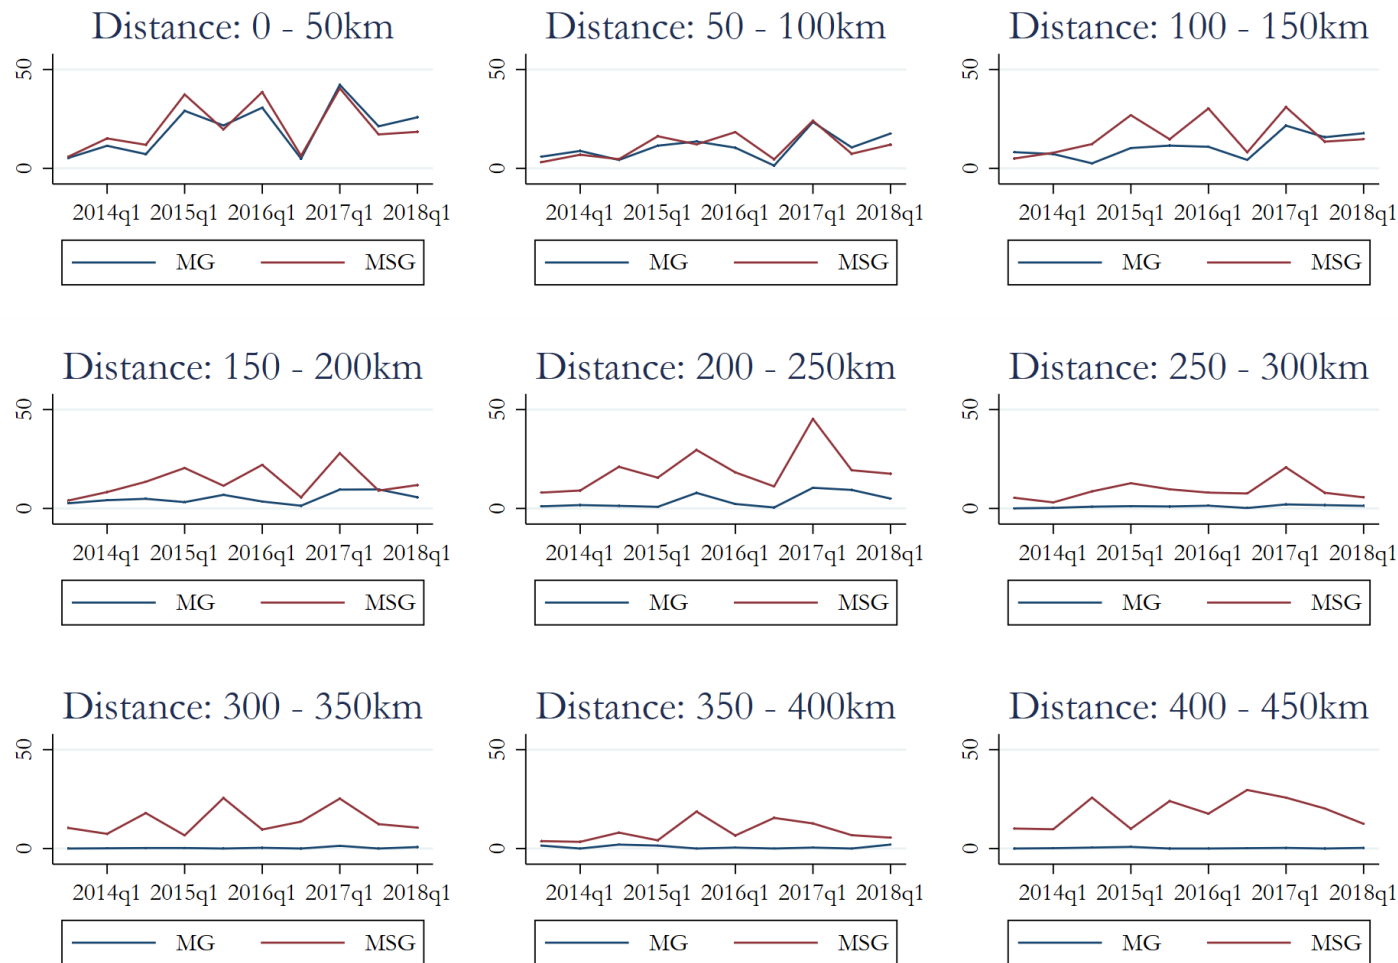 Distance: 0 - 50km
50
0
2014q1 2015q1 2016q1 2017q1 2018q1
MG MSG
Distance: 50 - 100km
50
0
2014q1 2015q1 2016q1 2017q1 2018q1
MG MSG
Distance: 100 - 150km
50
0
2014q1 2015q1 2016q1 2017q1 2018q1
MG MSG
Distance: 150 - 200km
50
0
2014q1 2015q1 2016q1 2017q1 2018q1
MG MSG
Distance: 200 - 250km
50
0
2014q1 2015q1 2016q1 2017q1 2018q1
MG MSG
Distance: 250 - 300km
50
0
2014q1 2015q1 2016q1 2017q1 2018q1
MG MSG
Distance: 300 - 350km
50
0
2014q1 2015q1 2016q1 2017q1 2018q1
MG MSG
Distance: 350 - 400km
50
0
2014q1 2015q1 2016q1 2017q1 2018q1
MG MSG
Distance: 400 - 450km
50
0
2014q1 2015q1 2016q1 2017q1 2018q1
MG MSG